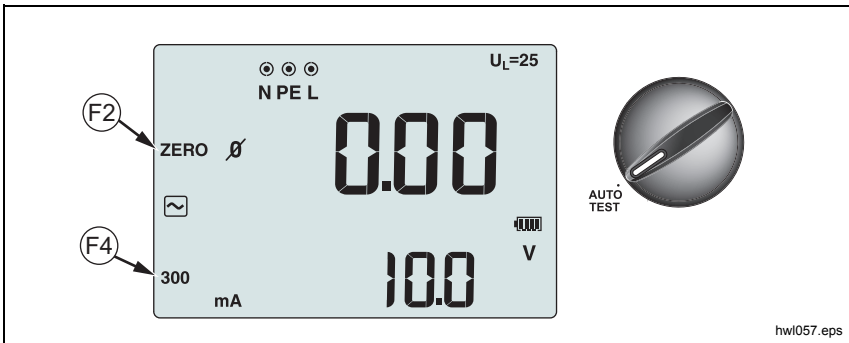 U_L=25
N PE L
F2
ZERO Ø
0.00
AUTO
TEST
V
F4
300
mA
10.0
hwl057.eps